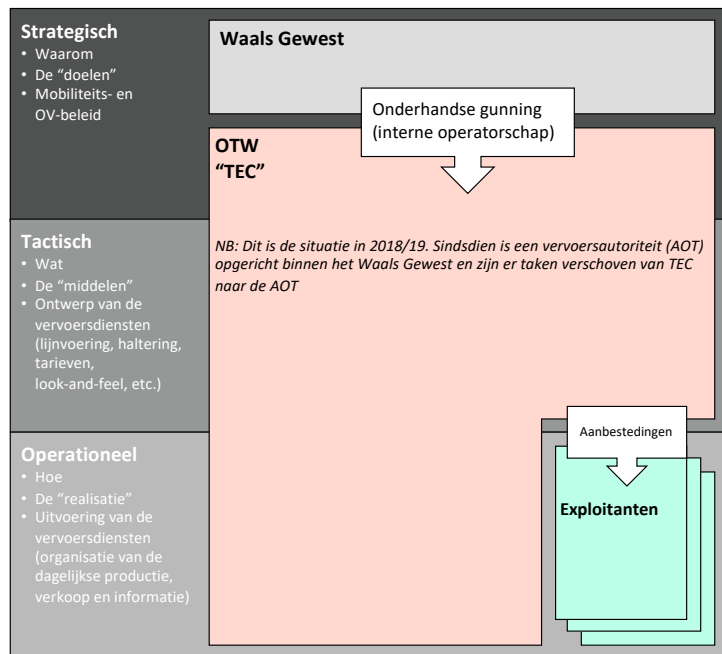 Strategisch
• Waarom
• De “doelen”
• Mobiliteits- en
OV-beleid
Waals Gewest
Onderhandse gunning
(interne operatorschap)
OTW
“TEC”
Tactisch
• Wat
• De “middelen”
• Ontwerp van de
vervoersdiensten
(lijnvoering, haltering,
tarieven,
look-and-feel, etc.)
NB: Dit is de situatie in 2018/19. Sindsdien is een vervoersautoriteit (AOT)
opgericht binnen het Waals Gewest en zijn er taken verschoven van TEC
naar de AOT
Aanbestedingen
Operationeel
• Hoe
• De “realisatie”
• Uitvoering van de
vervoersdiensten
(organisatie van de
dagelijkse productie,
verkoop en informatie)
Exploitanten